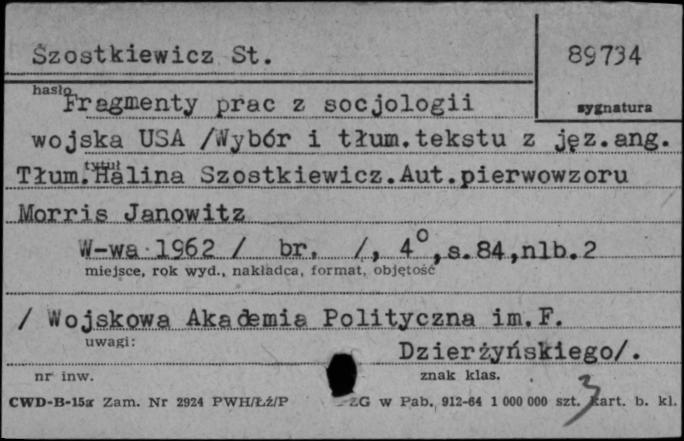 Szostkiewicz St.
89734
hasło
sygnatura
Fragmenty prac z socjologii
wojska USA /Wybór i tłum.tekstu z jęz.ang.
tytuł
Tłum.Halina Szostkiewicz.Aut.pierwowzoru
Morris Janowitz
W-wa 1962 / br. /, 4°,s.84,nlb.2
miejsce, rok wyd., nakładca, format, objętość
/ Wojskowa Akademia Polityczna im.F.
uwagi:
Dzierżyńskiego/.
nr inw.
znak klas.
3
CWD-B-15a Zam. Nr 2924 PWH/Łź/P
ZG w Pab. 912-64 1 000 000 szt. kart. b. kl.